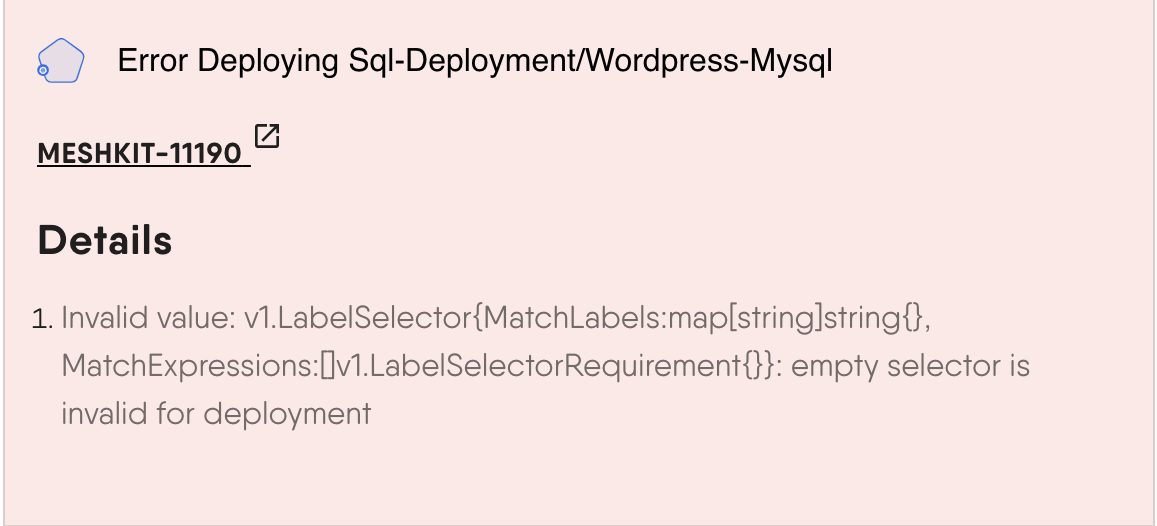 Error Deploying Sql-Deployment/Wordpress-Mysql
MESHKIT-11190
Details
1. Invalid value: v1.LabelSelector{MatchLabels:map[string]string{},
MatchExpressions:[]v1.LabelSelectorRequirement{}}: empty selector is
invalid for deployment